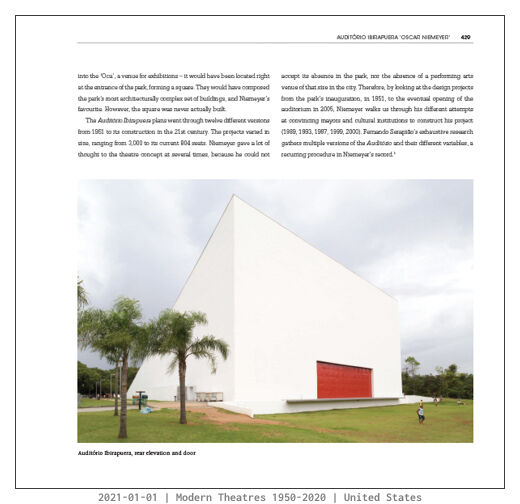 AUDITÓRIO IBIRAPUERA 'OSCAR NIEMEYER' 429
into the 'Oca', a venue for exhibitions – it would have been located right
at the entrance of the park, forming a square. They would have composed
the park's most architecturally complex set of buildings, and Niemeyer's
favourite. However, the square was never actually built.
The Auditório Ibirapuera plans went through twelve different versions
from 1951 to its construction in the 21st century. The projects varied in
size, ranging from 3,000 to its current 804 seats. Niemeyer gave a lot of
thought to the theatre concept at several times, because he could not
accept its absence in the park, nor the absence of a performing arts
venue of that size in the city. Therefore, by looking at the design projects
from the park's inauguration, in 1951, to the eventual opening of the
auditorium in 2005, Niemeyer walks us through his different attempts
at convincing mayors and cultural institutions to construct his project
(1989, 1993, 1997, 1999, 2000). Fernando Serapião's exhaustive research
gathers multiple versions of the Auditório and their different variables, a
recurring procedure in Niemeyer's record.
Auditório Ibirapuera, rear elevation and door
2021-01-01 | Modern Theatres 1950-2020 | United States